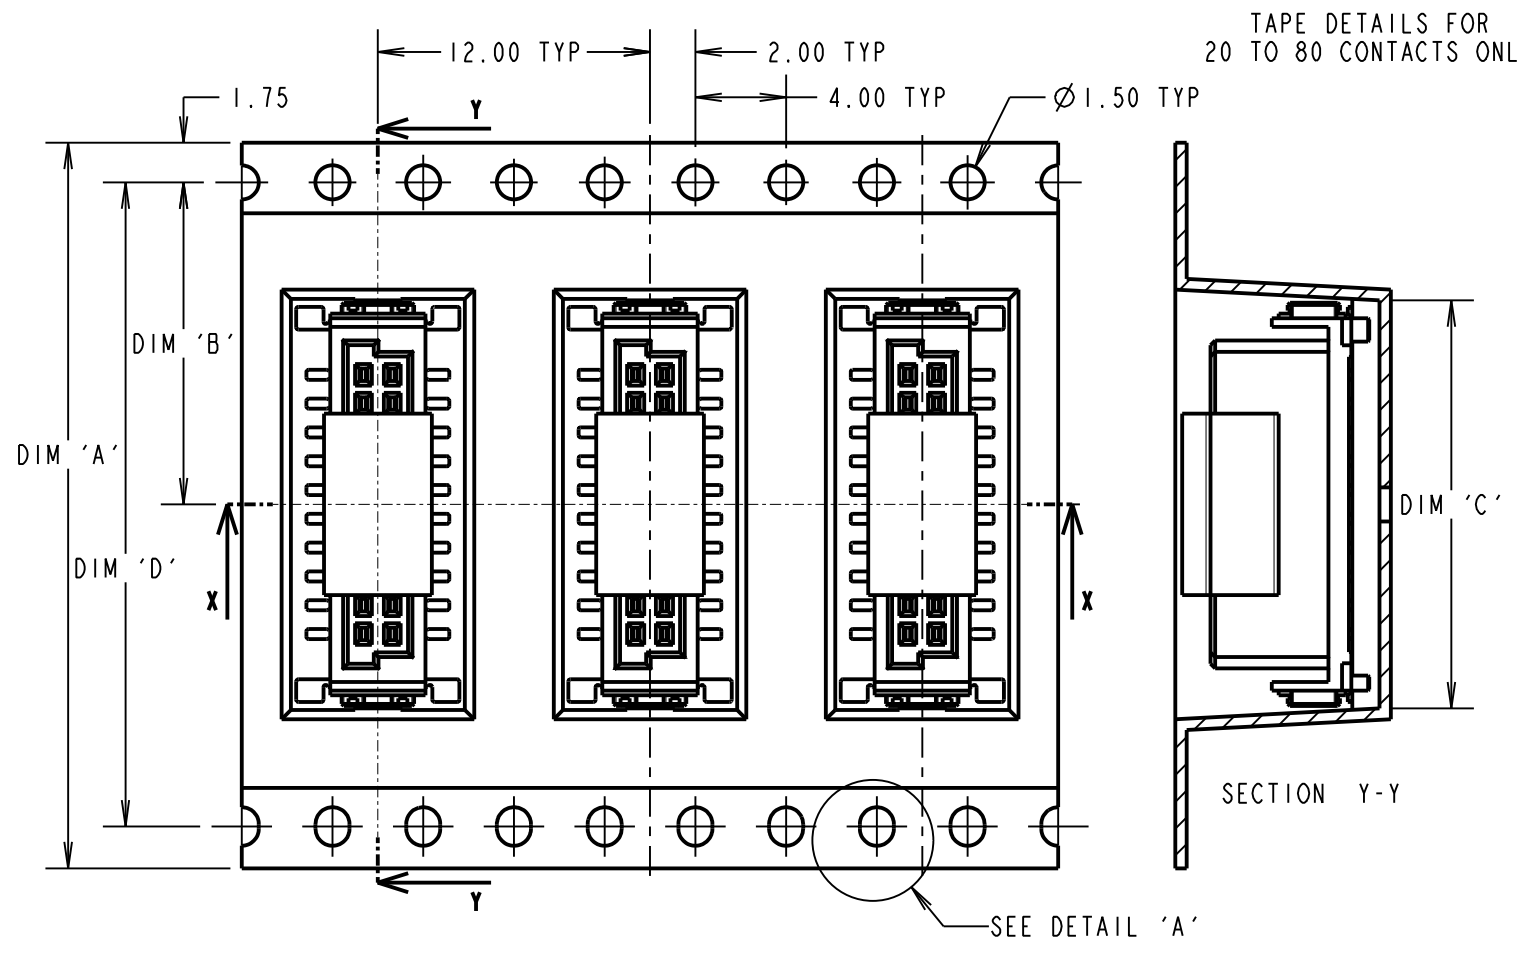 TAPE DETAILS FOR
20 TO 80 CONTACTS ONL
12.00 TYP
2.00 TYP
1.75
Y
4.00 TYP
Ø1.50 TYP
DIM 'B'
DIM 'A'
DIM 'C'
DIM 'D'
X
X
SECTION Y-Y
Y
SEE DETAIL 'A'